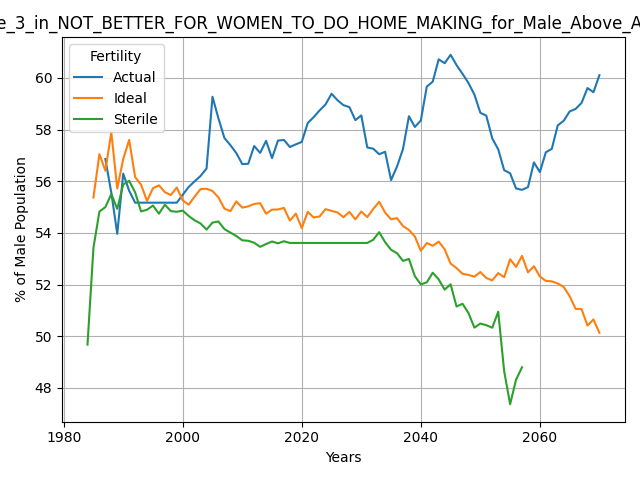 e_3_in_NOT_BETTER_FOR_WOMEN_TO_DO_HOME_MAKING_for_Male_Above_A
Fertility
Actual
Ideal
Sterile
% of Male Population
60
58
56
54
52
50
48
1980
2000
2020
2040
2060
Years